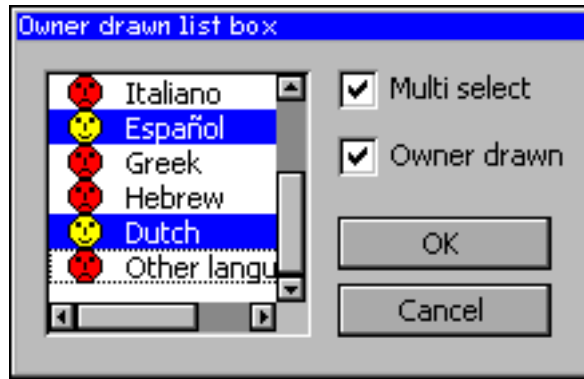 Owner drawn list box
Italiano
Español
Greek
Hebrew
Dutch
Other langu
Multi select
Owner drawn
OK
Cancel